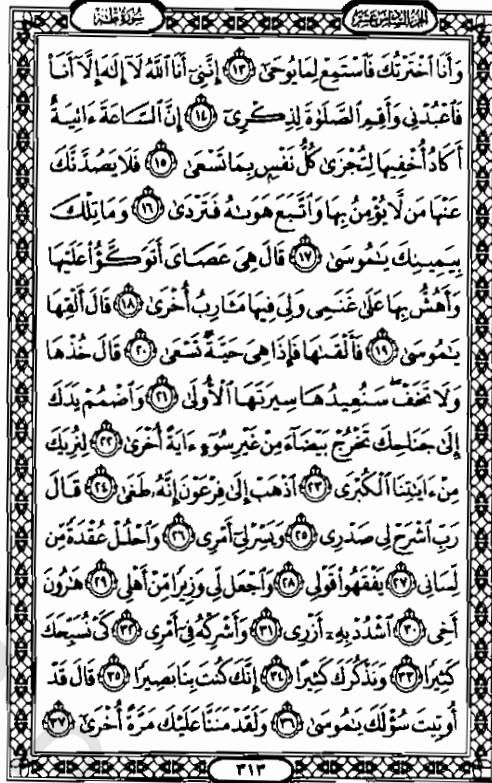 سُورَةُ طٰهٰ
الجزء السادس عشر
وَأَنَا ٱخْتَرْتُكَ فَٱسْتَمِعْ لِمَا يُوحَىٰٓ ١٣ إِنَّنِىٓ أَنَا ٱللَّهُ لَآ إِلَٰهَ إِلَّآ أَنَا۠
فَٱعْبُدْنِى وَأَقِمِ ٱلصَّلَوٰةَ لِذِكْرِىٓ ١٤ إِنَّ ٱلسَّاعَةَ ءَاتِيَةٌ
أَكَادُ أُخْفِيهَا لِتُجْزَىٰ كُلُّ نَفْسٍۭ بِمَا تَسْعَىٰ ١٥ فَلَا يَصُدَّنَّكَ
عَنْهَا مَن لَّا يُؤْمِنُ بِهَا وَٱتَّبَعَ هَوَىٰهُ فَتَرْدَىٰ ١٦ وَمَا تِلْكَ
بِيَمِينِكَ يَٰمُوسَىٰ ١٧ قَالَ هِىَ عَصَاىَ أَتَوَكَّؤُا۟ عَلَيْهَا
وَأَهُشُّ بِهَا عَلَىٰ غَنَمِى وَلِىَ فِيهَا مَـَٔارِبُ أُخْرَىٰ ١٨ قَالَ أَلْقِهَا
يَٰمُوسَىٰ ١٩ فَأَلْقَىٰهَا فَإِذَا هِىَ حَيَّةٌ تَسْعَىٰ ٢٠ قَالَ خُذْهَا
وَلَا تَخَفْ ۖ سَنُعِيدُهَا سِيرَتَهَا ٱلْأُولَىٰ ٢١ وَٱضْمُمْ يَدَكَ
إِلَىٰ جَنَاحِكَ تَخْرُجْ بَيْضَآءَ مِنْ غَيْرِ سُوٓءٍ ءَايَةً أُخْرَىٰ ٢٢ لِنُرِيَكَ
مِنْ ءَايَٰتِنَا ٱلْكُبْرَى ٢٣ ٱذْهَبْ إِلَىٰ فِرْعَوْنَ إِنَّهُۥ طَغَىٰ ٢٤ قَالَ
رَبِّ ٱشْرَحْ لِى صَدْرِى ٢٥ وَيَسِّرْ لِىٓ أَمْرِى ٢٦ وَٱحْلُلْ عُقْدَةً مِّن
لِّسَانِى ٢٧ يَفْقَهُوا۟ قَوْلِى ٢٨ وَٱجْعَل لِّى وَزِيرًا مِّنْ أَهْلِى ٢٩ هَٰرُونَ
أَخِى ٣٠ ٱشْدُدْ بِهِۦٓ أَزْرِى ٣١ وَأَشْرِكْهُ فِىٓ أَمْرِى ٣٢ كَىْ نُسَبِّحَكَ
كَثِيرًا ٣٣ وَنَذْكُرَكَ كَثِيرًا ٣٤ إِنَّكَ كُنتَ بِنَا بَصِيرًا ٣٥ قَالَ قَدْ
أُوتِيتَ سُؤْلَكَ يَٰمُوسَىٰ ٣٦ وَلَقَدْ مَنَنَّا عَلَيْكَ مَرَّةً أُخْرَىٰٓ ٣٧
٣١٣